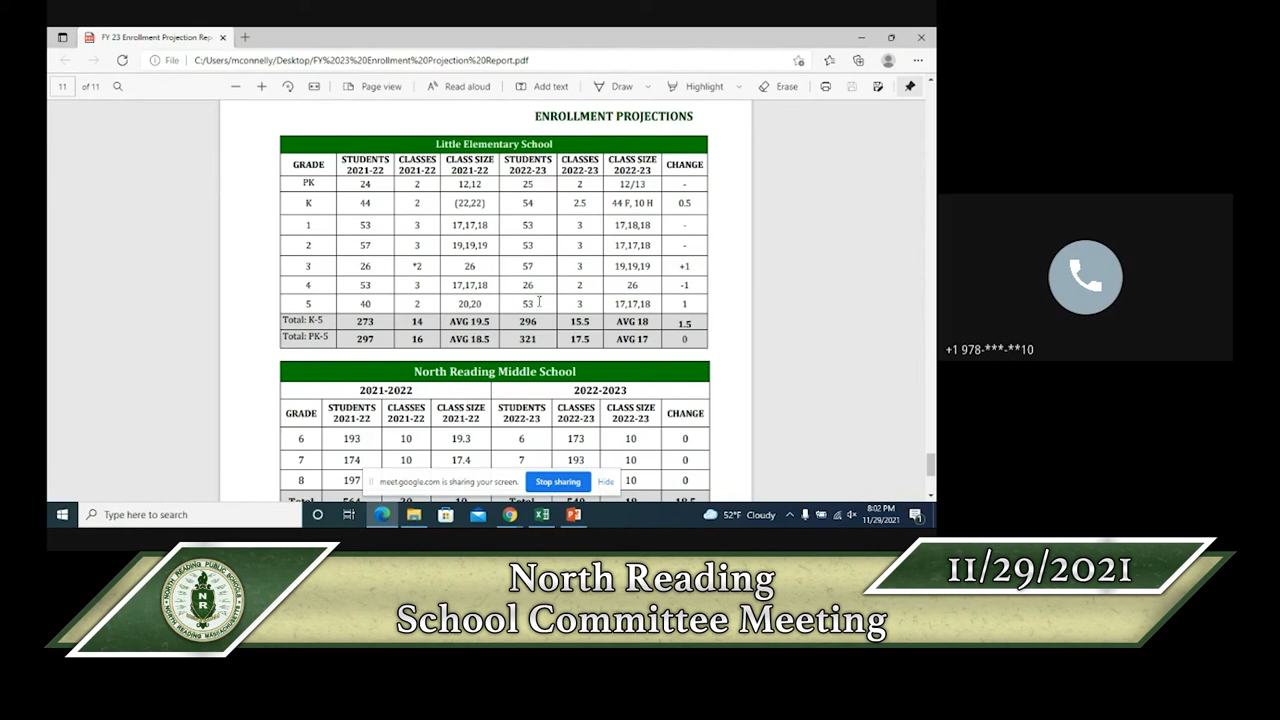 FY 23 Enrollment Projection Rep
File C:/Users/mconnelly/Desktop/FY%2023%20Enrollment%20Projection%20Report.pdf
11 of 11 Page view Read aloud Add text Draw Highlight Erase
ENROLLMENT PROJECTIONS
Little Elementary School
GRADE STUDENTS 2021-22 CLASSES 2021-22 CLASS SIZE 2021-22 STUDENTS 2022-23 CLASSES 2022-23 CLASS SIZE 2022-23 CHANGE
PK 24 2 12,12 25 2 12/13 -
K 44 2 (22,22) 54 2.5 44 F, 10 H 0.5
1 53 3 17,17,18 53 3 17,18,18 -
2 57 3 19,19,19 53 3 17,17,18 -
3 26 *2 26 57 3 19,19,19 +1
4 53 3 17,17,18 26 2 26 -1
5 40 2 20,20 53 3 17,17,18 1
Total: K-5 273 14 AVG 19.5 296 15.5 AVG 18 1.5
Total: PK-5 297 16 AVG 18.5 321 17.5 AVG 17 0
North Reading Middle School
2021-2022 2022-2023
GRADE STUDENTS 2021-22 CLASSES 2021-22 CLASS SIZE 2021-22 STUDENTS 2022-23 CLASSES 2022-23 CLASS SIZE 2022-23 CHANGE
6 193 10 19.3 6 173 10 0
7 174 10 17.4 7 193 10 0
8 197 10 0
meet.google.com is sharing your screen. Stop sharing Hide
Type here to search
52°F Cloudy
8:02 PM
11/29/2021
+1 978-***-**10
North Reading
School Committee Meeting
11/29/2021
NORTH READING PUBLIC SCHOOLS
N
R